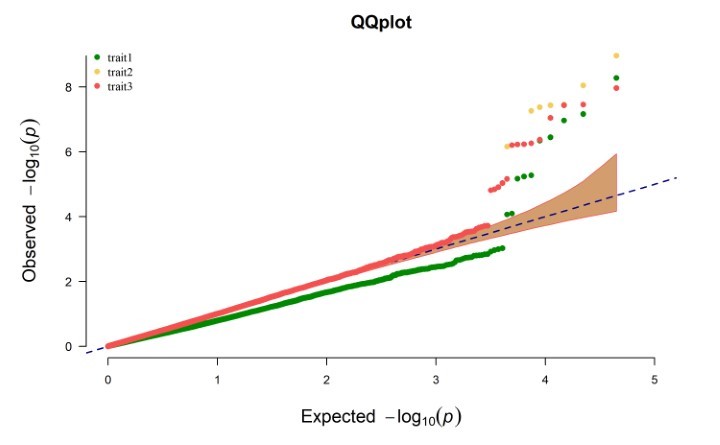 QQplot
trait1
trait2
trait3
Observed −log10(p)
8
6
4
2
0
0 1 2 3 4 5
Expected −log10(p)